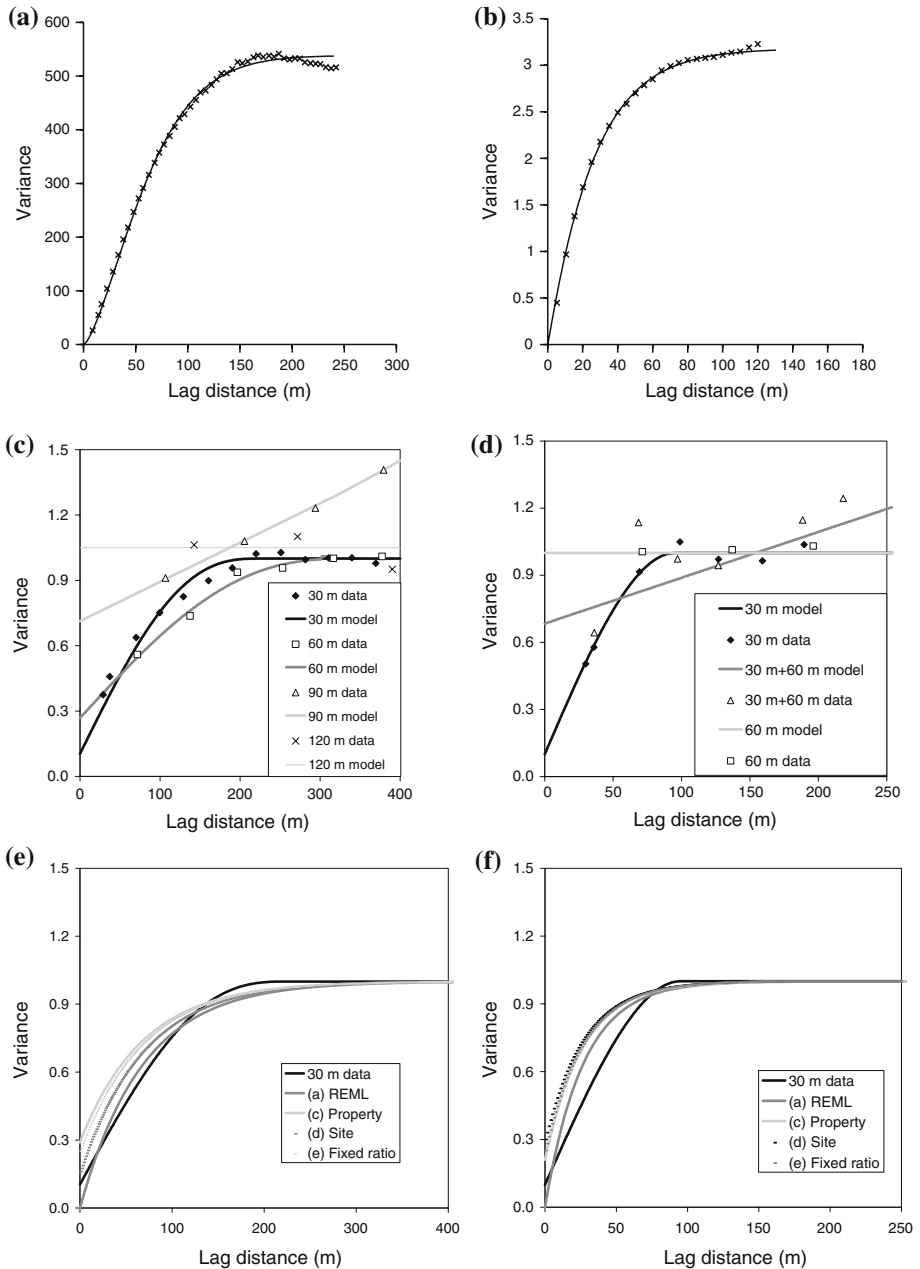 (a)
600
500
400
300
200
100
0
Variance
0 50 100 150 200 250 300
Lag distance (m)
(b)
3.5
3
2.5
2
1.5
1
0.5
0
Variance
0 20 40 60 80 100 120 140 160 180
Lag distance (m)
(c)
1.5
1.2
0.9
0.6
0.3
0.0
Variance
30 m data
30 m model
60 m data
60 m model
90 m data
90 m model
120 m data
120 m model
0 100 200 300 400
Lag distance (m)
(d)
1.5
1.2
0.9
0.6
0.3
0.0
Variance
30 m model
30 m data
30 m+60 m model
30 m+60 m data
60 m model
60 m data
0 50 100 150 200 250
Lag distance (m)
(e)
1.5
1.2
0.9
0.6
0.3
0.0
Variance
30 m data
(a) REML
(c) Property
(d) Site
(e) Fixed ratio
0 100 200 300 400
Lag distance (m)
(f)
1.5
1.2
0.9
0.6
0.3
0.0
Variance
30 m data
(a) REML
(c) Property
(d) Site
(e) Fixed ratio
0 50 100 150 200 250
Lag distance (m)